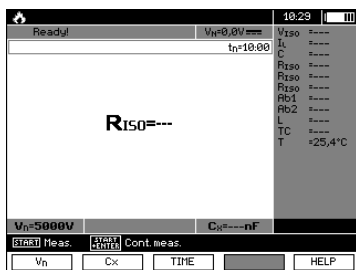 10:29
Ready! VN=0,0V
tn=10:00
RISO=---
VISO =---
IL =---
C =---
RISO =---
RISO =---
RISO =---
Ab1 =---
Ab2 =---
L =---
TC =---
T =25,4°C
Vn=5000V CX=---nF
START Meas. START +ENTER Cont. meas.
Vn Cx TIME HELP